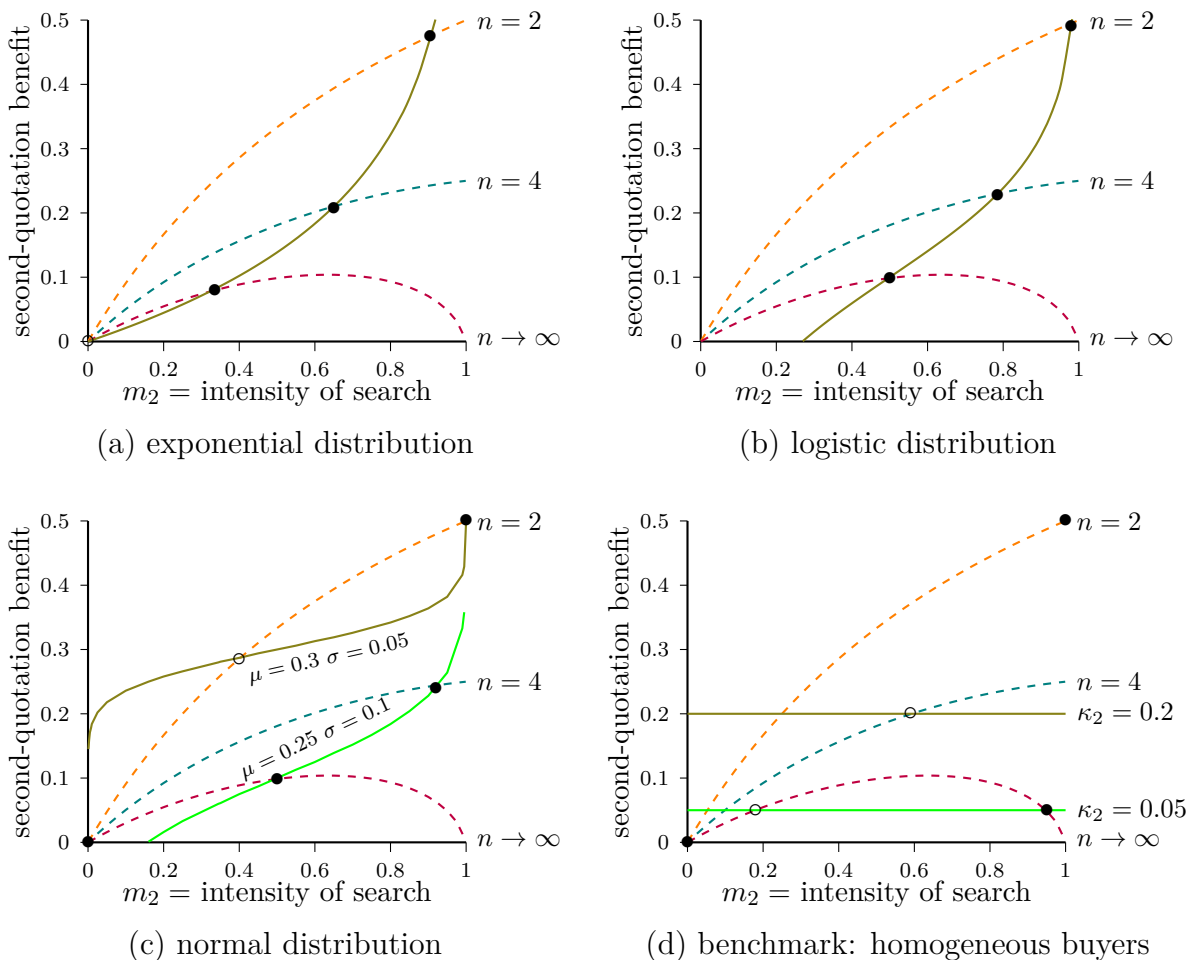 second-quotation benefit
0.5
0.4
0.3
0.2
0.1
0
0 0.2 0.4 0.6 0.8 1
n = 2
n = 4
n → ∞
m₂ = intensity of search
(a) exponential distribution
second-quotation benefit
0.5
0.4
0.3
0.2
0.1
0
0 0.2 0.4 0.6 0.8 1
n = 2
n = 4
n → ∞
m₂ = intensity of search
(b) logistic distribution
second-quotation benefit
0.5
0.4
0.3
0.2
0.1
0
0 0.2 0.4 0.6 0.8 1
n = 2
μ = 0.3 σ = 0.05
n = 4
μ = 0.25 σ = 0.1
n → ∞
m₂ = intensity of search
(c) normal distribution
second-quotation benefit
0.5
0.4
0.3
0.2
0.1
0
0 0.2 0.4 0.6 0.8 1
n = 2
n = 4
κ₂ = 0.2
κ₂ = 0.05
n → ∞
m₂ = intensity of search
(d) benchmark: homogeneous buyers